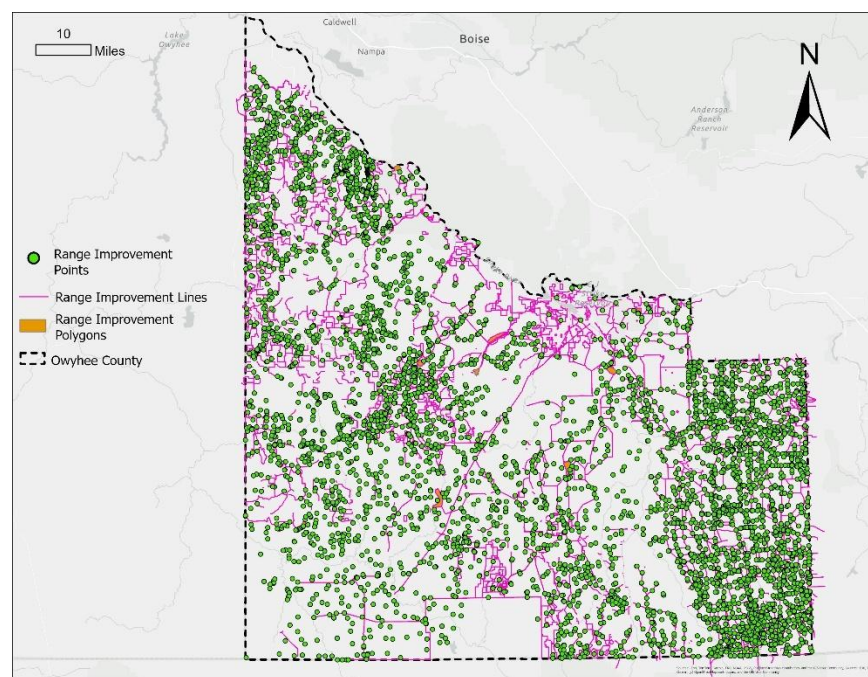 10
Miles
Lake
Owyhee
Caldwell
Nampa
Boise
N
Anderson
Ranch
Reservoir
Range Improvement
Points
Range Improvement Lines
Range Improvement
Polygons
Owyhee County